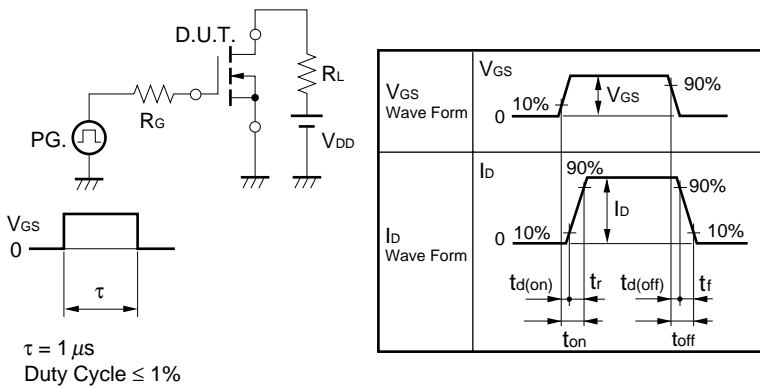 D.U.T.
RL
RG
PG.
VDD
VGS
0
τ
τ = 1 μs
Duty Cycle ≤ 1%
VGS
Wave Form
VGS
10%
0
VGS
90%
ID
Wave Form
ID
90%
90%
ID
0
10%
10%
td(on)
tr
td(off)
tf
ton
toff